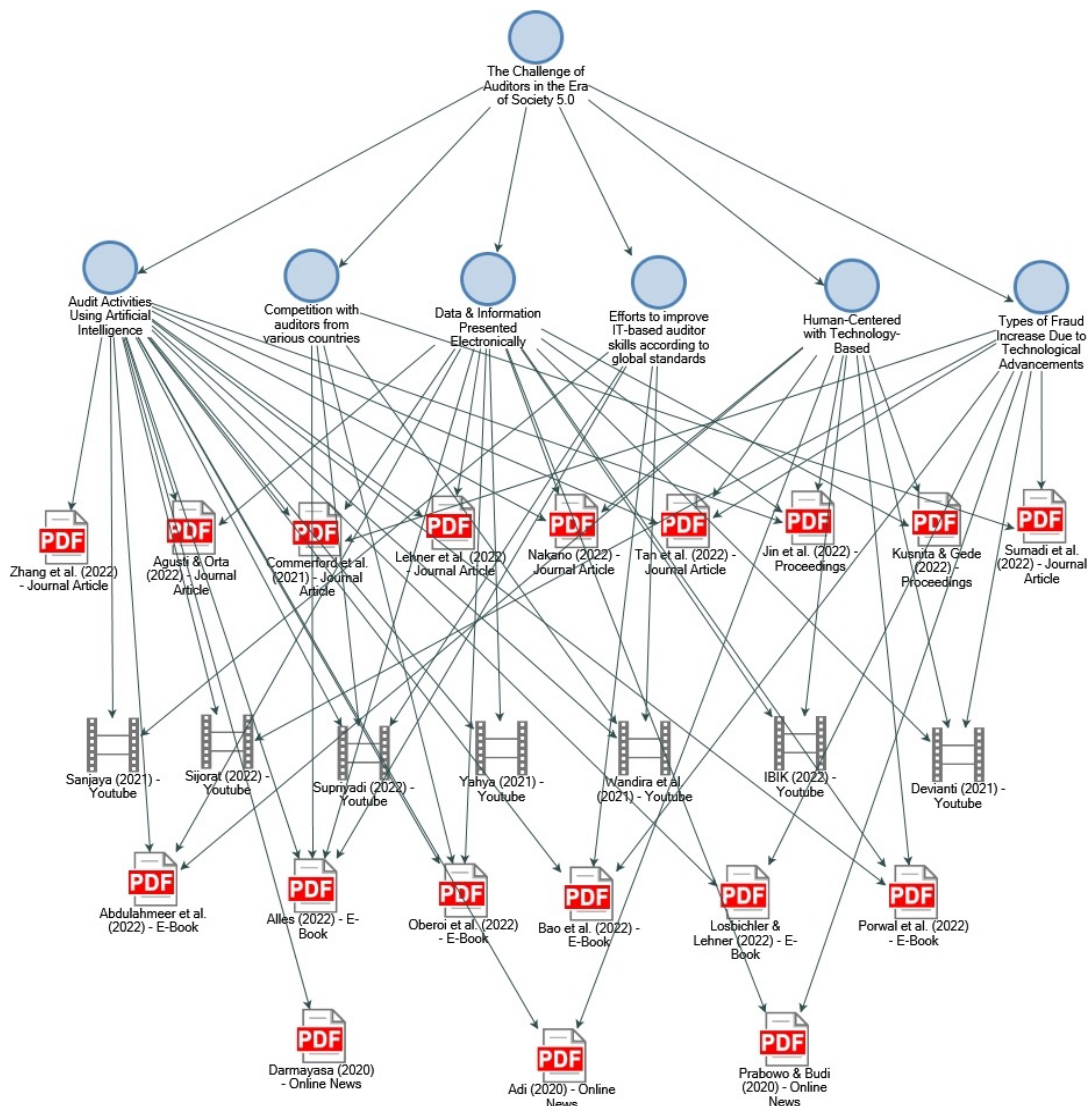 The Challenge of
Auditors in the Era
of Society 5.0
Audit Activities
Using Artificial
Intelligence
Competition with
auditors from
various countries
Data & Information
Presented
Electronically
Efforts to improve
IT-based auditor
skills according to
global standards
Human-Centered
with Technology-
Based
Types of Fraud
Increase Due to
Technological
Advancements
PDF
Zhang et al. (2022)
- Journal Article
PDF
Agusti & Orta
(2022) - Journal
Article
PDF
Commerford et al.
(2021) - Journal
Article
PDF
Lehner et al. (2022)
- Journal Article
PDF
Nakano (2022) -
Journal Article
PDF
Tan et al. (2022) -
Journal Article
PDF
Jin et al. (2022) -
Proceedings
PDF
Kusnita & Gede
(2022) -
Proceedings
PDF
Sumadi et al.
(2022) - Journal
Article
Sanjaya (2021) -
Youtube
Sijorat (2022) -
Youtube
Supriyadi (2022) -
Youtube
Yahya (2021) -
Youtube
Wandira et al.
(2021) - Youtube
IBIK (2022) -
Youtube
Devianti (2021) -
Youtube
PDF
Abdulahmeer et al.
(2022) - E-Book
PDF
Alles (2022) - E-
Book
PDF
Oberoi et al. (2022)
- E-Book
PDF
Bao et al. (2022) -
E-Book
PDF
Losbichler &
Lehner (2022) - E-
Book
PDF
Porwal et al. (2022)
- E-Book
PDF
Darmayasa (2020)
- Online News
PDF
Adi (2020) - Online
News
PDF
Prabowo & Budi
(2020) - Online
News